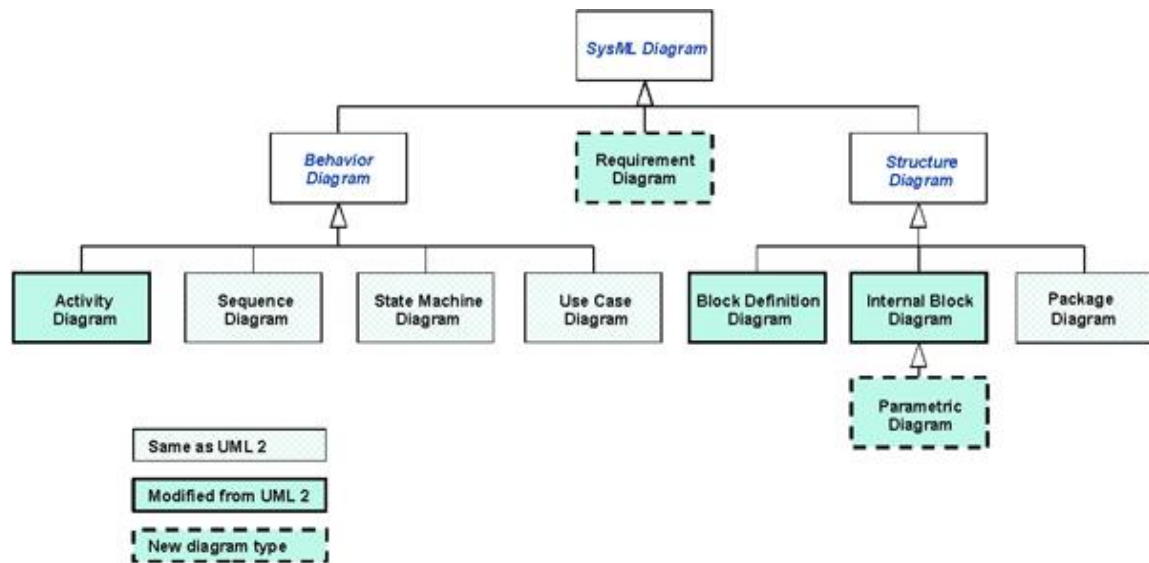 SysML Diagram
Behavior
Diagram
Requirement
Diagram
Structure
Diagram
Activity
Diagram
Sequence
Diagram
State Machine
Diagram
Use Case
Diagram
Block Definition
Diagram
Internal Block
Diagram
Package
Diagram
Parametric
Diagram
Same as UML 2
Modified from UML 2
New diagram type